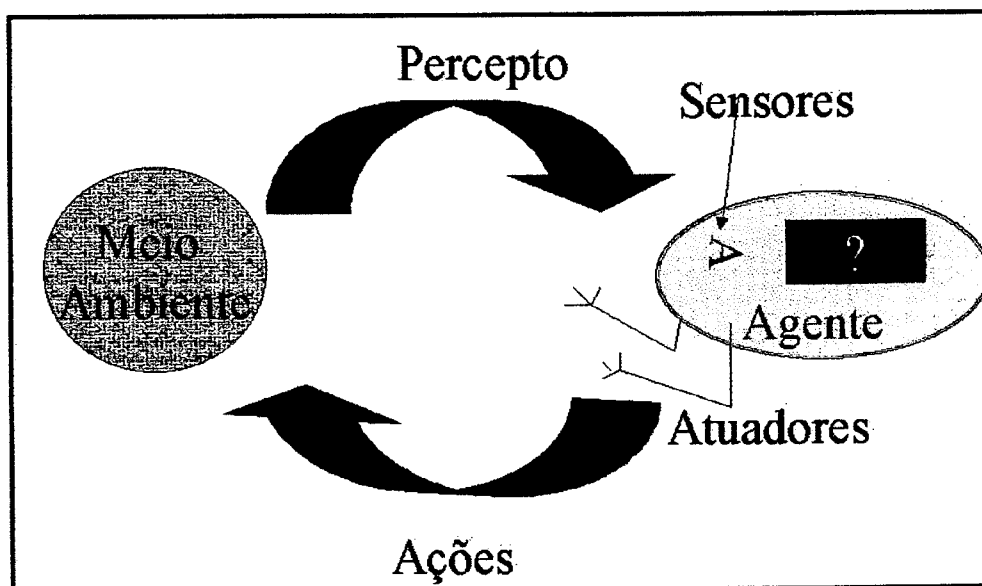 Percepto
Sensores
Meio
Ambiente
A
?
Agente
Atuadores
Ações